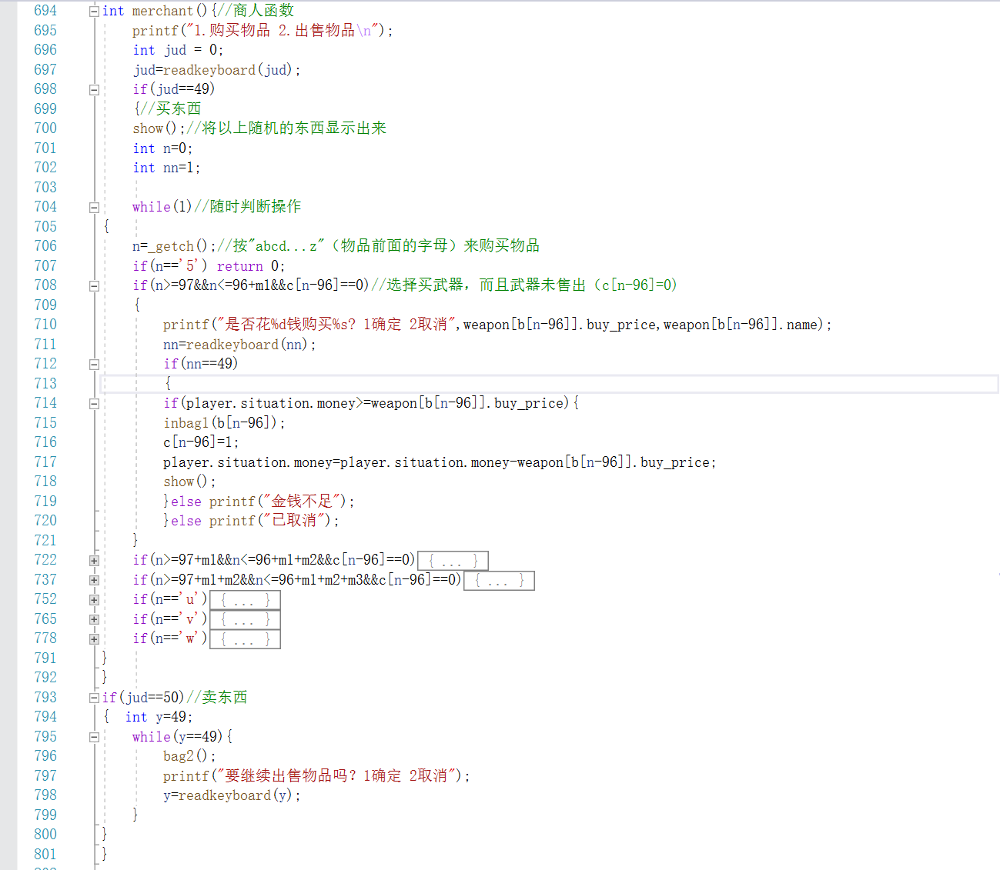 694 int merchant(){//商人函数
695 printf("1.购买物品 2.出售物品\n");
696 int jud = 0;
697 jud=readkeyboard(jud);
698 if(jud==49)
699 {//买东西
700 show();//将以上随机的东西显示出来
701 int n=0;
702 int nn=1;
703
704 while(1)//随时判断操作
705 {
706 n=_getch();//按"abcd...z"（物品前面的字母）来购买物品
707 if(n=='5') return 0;
708 if(n>=97&&n<=96+m1&&c[n-96]==0)//选择买武器，而且武器未售出（c[n-96]=0)
709 {
710 printf("是否花%d钱购买%s? 1确定 2取消",weapon[b[n-96]].buy_price,weapon[b[n-96]].name);
711 nn=readkeyboard(nn);
712 if(nn==49)
713 {
714 if(player.situation.money>=weapon[b[n-96]].buy_price){
715 inbag1(b[n-96]);
716 c[n-96]=1;
717 player.situation.money=player.situation.money-weapon[b[n-96]].buy_price;
718 show();
719 }else printf("金钱不足");
720 }else printf("已取消");
721 }
722 if(n>=97+m1&&n<=96+m1+m2&&c[n-96]==0){ ... }
737 if(n>=97+m1+m2&&n<=96+m1+m2+m3&&c[n-96]==0){ ... }
752 if(n=='u'){ ... }
765 if(n=='v'){ ... }
778 if(n=='w'){ ... }
791 }
792 }
793 if(jud==50)//卖东西
794 { int y=49;
795 while(y==49){
796 bag2();
797 printf("要继续出售物品吗? 1确定 2取消");
798 y=readkeyboard(y);
799 }
800 }
801 }